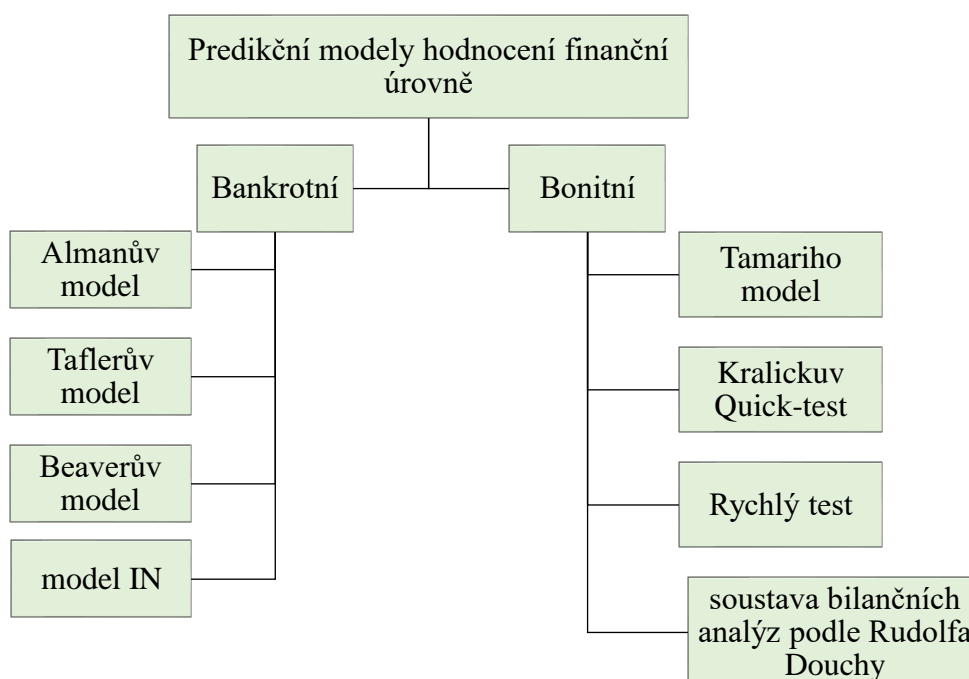 Predikční modely hodnocení finanční
úrovně
Bankrotní
Bonitní
Almanův
model
Taflerův
model
Beaverův
model
model IN
Tamariho
model
Kralickuv
Quick-test
Rychlý test
soustava bilančních
analýz podle Rudolfa
Douchy